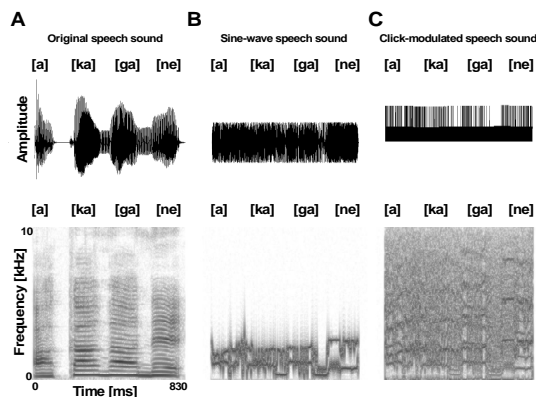 A B C
Original speech sound Sine-wave speech sound Click-modulated speech sound
[a] [ka] [ga] [ne] [a] [ka] [ga] [ne] [a] [ka] [ga] [ne]
Amplitude
[a] [ka] [ga] [ne] [a] [ka] [ga] [ne] [a] [ka] [ga] [ne]
10
Frequency [kHz]
0
0 Time [ms] 830